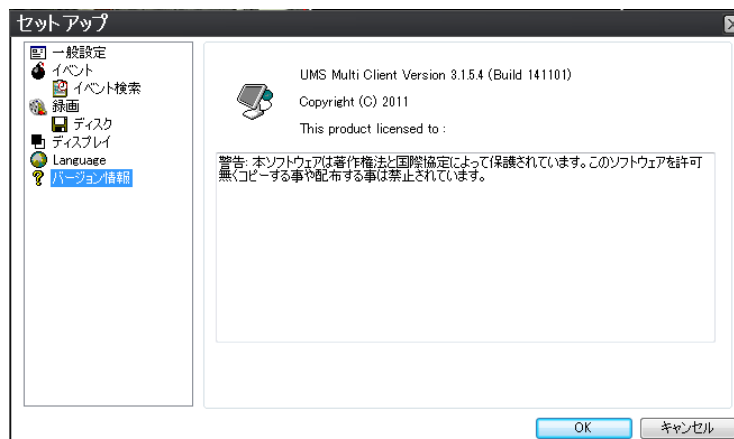 セットアップ
一般設定
イベント
イベント検索
録画
ディスク
ディスプレイ
Language
バージョン情報
UMS Multi Client Version 3.1.5.4 (Build 141101)
Copyright (C) 2011
This product licensed to :
警告: 本ソフトウェアは著作権法と国際協定によって保護されています。このソフトウェアを許可
無くコピーする事や配布する事は禁止されています。
OK
キャンセル